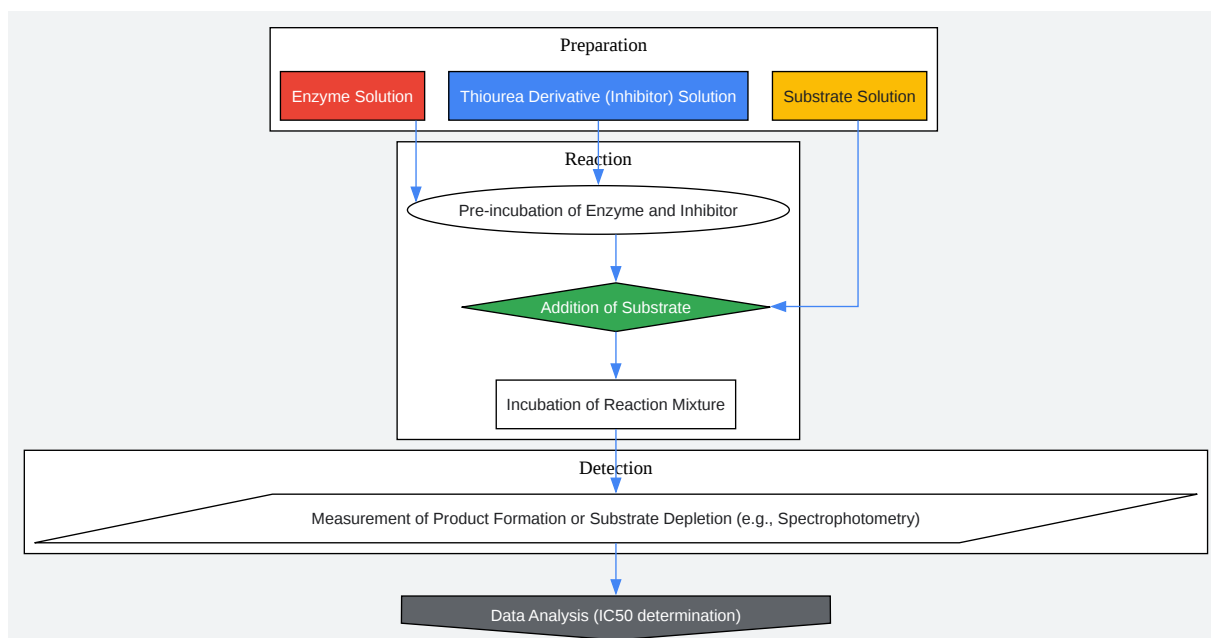 Preparation
Enzyme Solution
Thiourea Derivative (Inhibitor) Solution
Substrate Solution
Reaction
Pre-incubation of Enzyme and Inhibitor
Addition of Substrate
Incubation of Reaction Mixture
Detection
Measurement of Product Formation or Substrate Depletion (e.g., Spectrophotometry)
Data Analysis (IC50 determination)